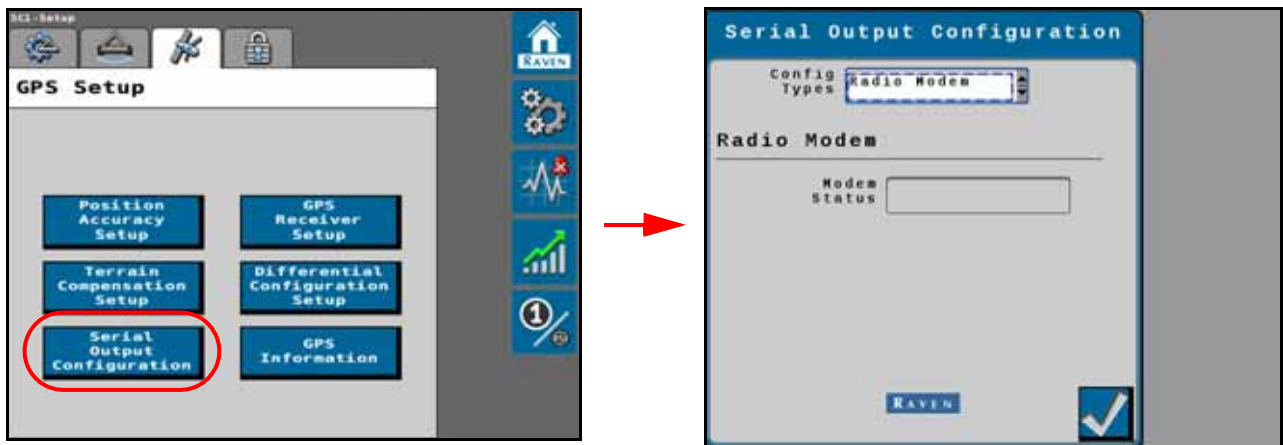 SC1-Setup
GPS Setup
RAVEN
Position
Accuracy
Setup
GPS
Receiver
Setup
Terrain
Compensation
Setup
Differential
Configuration
Setup
Serial
Output
Configuration
GPS
Information
1
Serial Output Configuration
Config
Types
Radio Modem
Radio Modem
Modem
Status
RAVEN